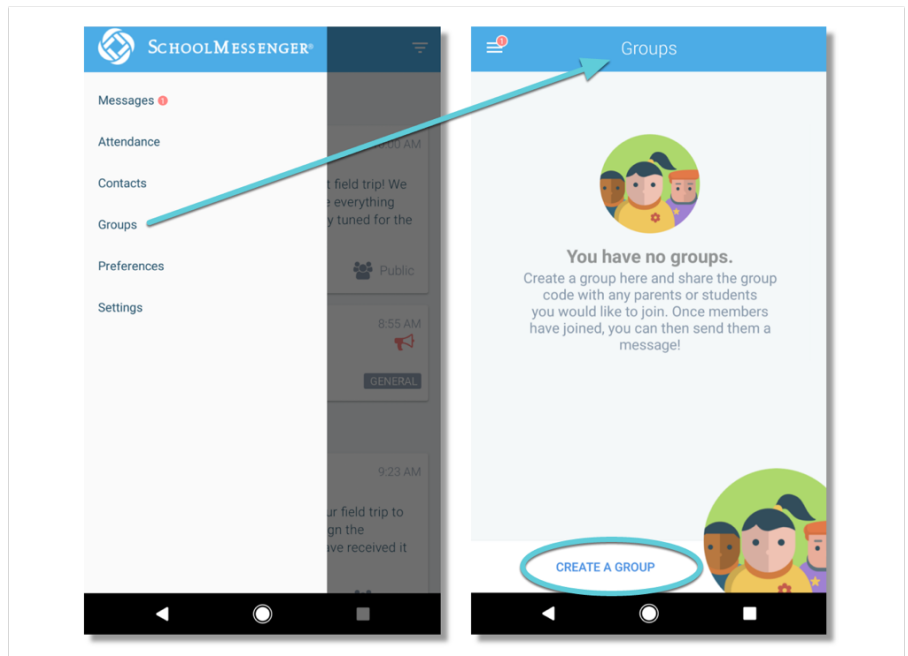 SCHOOLMESSENGER®
Messages 1
Attendance
Contacts
Groups
Preferences
Settings
AM
t field trip! We
everything
y tuned for the
Public
8:55 AM
GENERAL
9:23 AM
ur field trip to
gn the
ave received it
1
Groups
You have no groups.
Create a group here and share the group
code with any parents or students
you would like to join. Once members
have joined, you can then send them a
message!
CREATE A GROUP